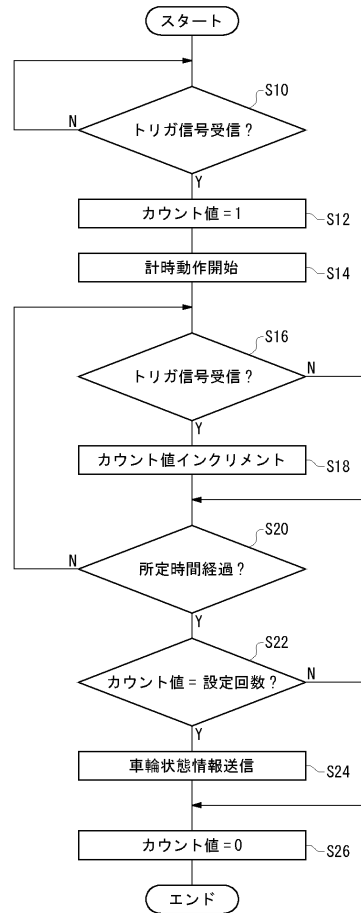 スタート
S10
トリガ信号受信?
N
Y
カウント値=1
S12
計時動作開始
S14
S16
トリガ信号受信?
N
Y
カウント値インクリメント
S18
S20
所定時間経過?
N
Y
S22
カウント値=設定回数?
N
Y
車輪状態情報送信
S24
カウント値=0
S26
エンド